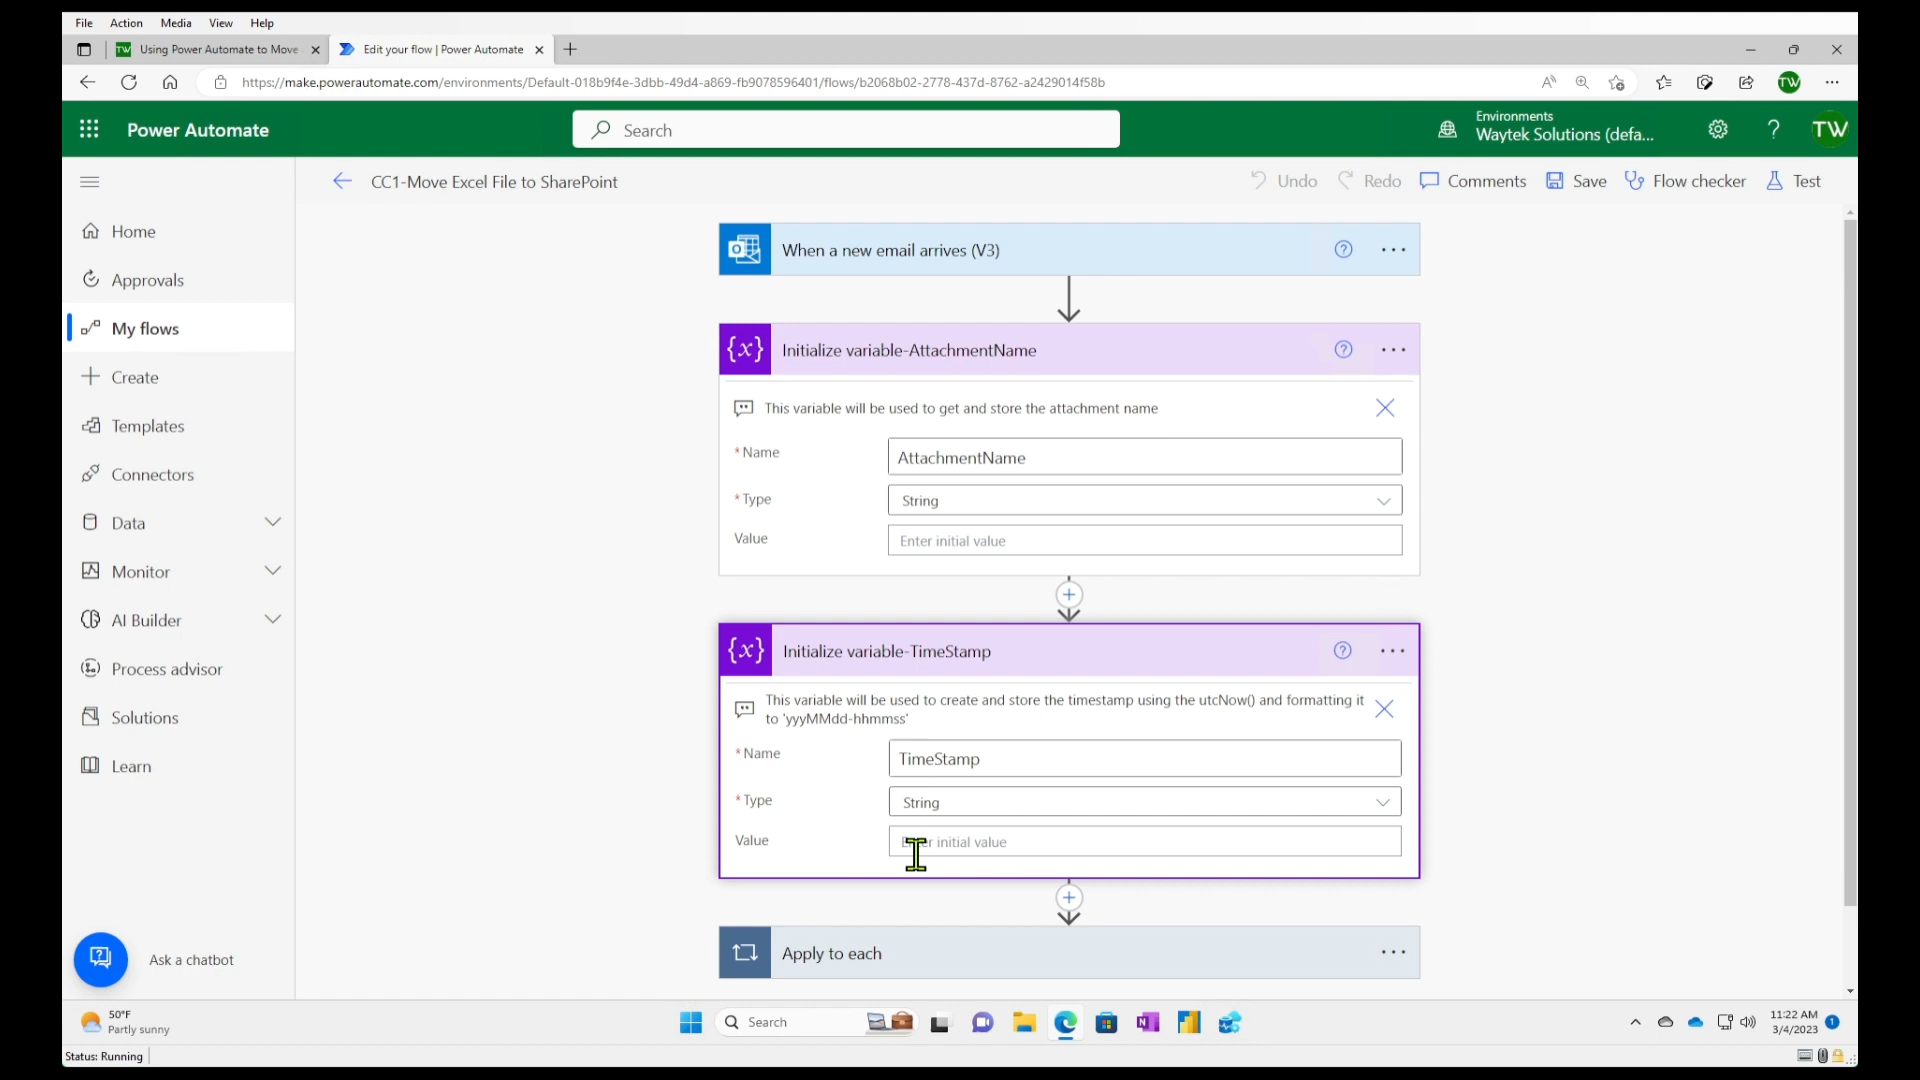 File Action Media View Help
Using Power Automate to Move
Edit your flow | Power Automate
https://make.powerautomate.com/environments/Default-018b9f4e-3dbb-49d4-a869-fb9078596401/flows/b2068b02-2778-437d-8762-a2429014f58b
TW
Power Automate
Search
Environments
Waytek Solutions (defa...
TW
CC1-Move Excel File to SharePoint
Undo Redo Comments Save Flow checker Test
Home
Approvals
My flows
Create
Templates
Connectors
Data
Monitor
AI Builder
Process advisor
Solutions
Learn
Ask a chatbot
When a new email arrives (V3)
{x} Initialize variable-AttachmentName
This variable will be used to get and store the attachment name
* Name
AttachmentName
* Type
String
Value
Enter initial value
{x} Initialize variable-TimeStamp
This variable will be used to create and store the timestamp using the utcNow() and formatting it
to 'yyyMMdd-hhmmss'
* Name
TimeStamp
* Type
String
Value
initial value
Apply to each
50°F
Partly sunny
Search
11:22 AM
3/4/2023
1
Status: Running